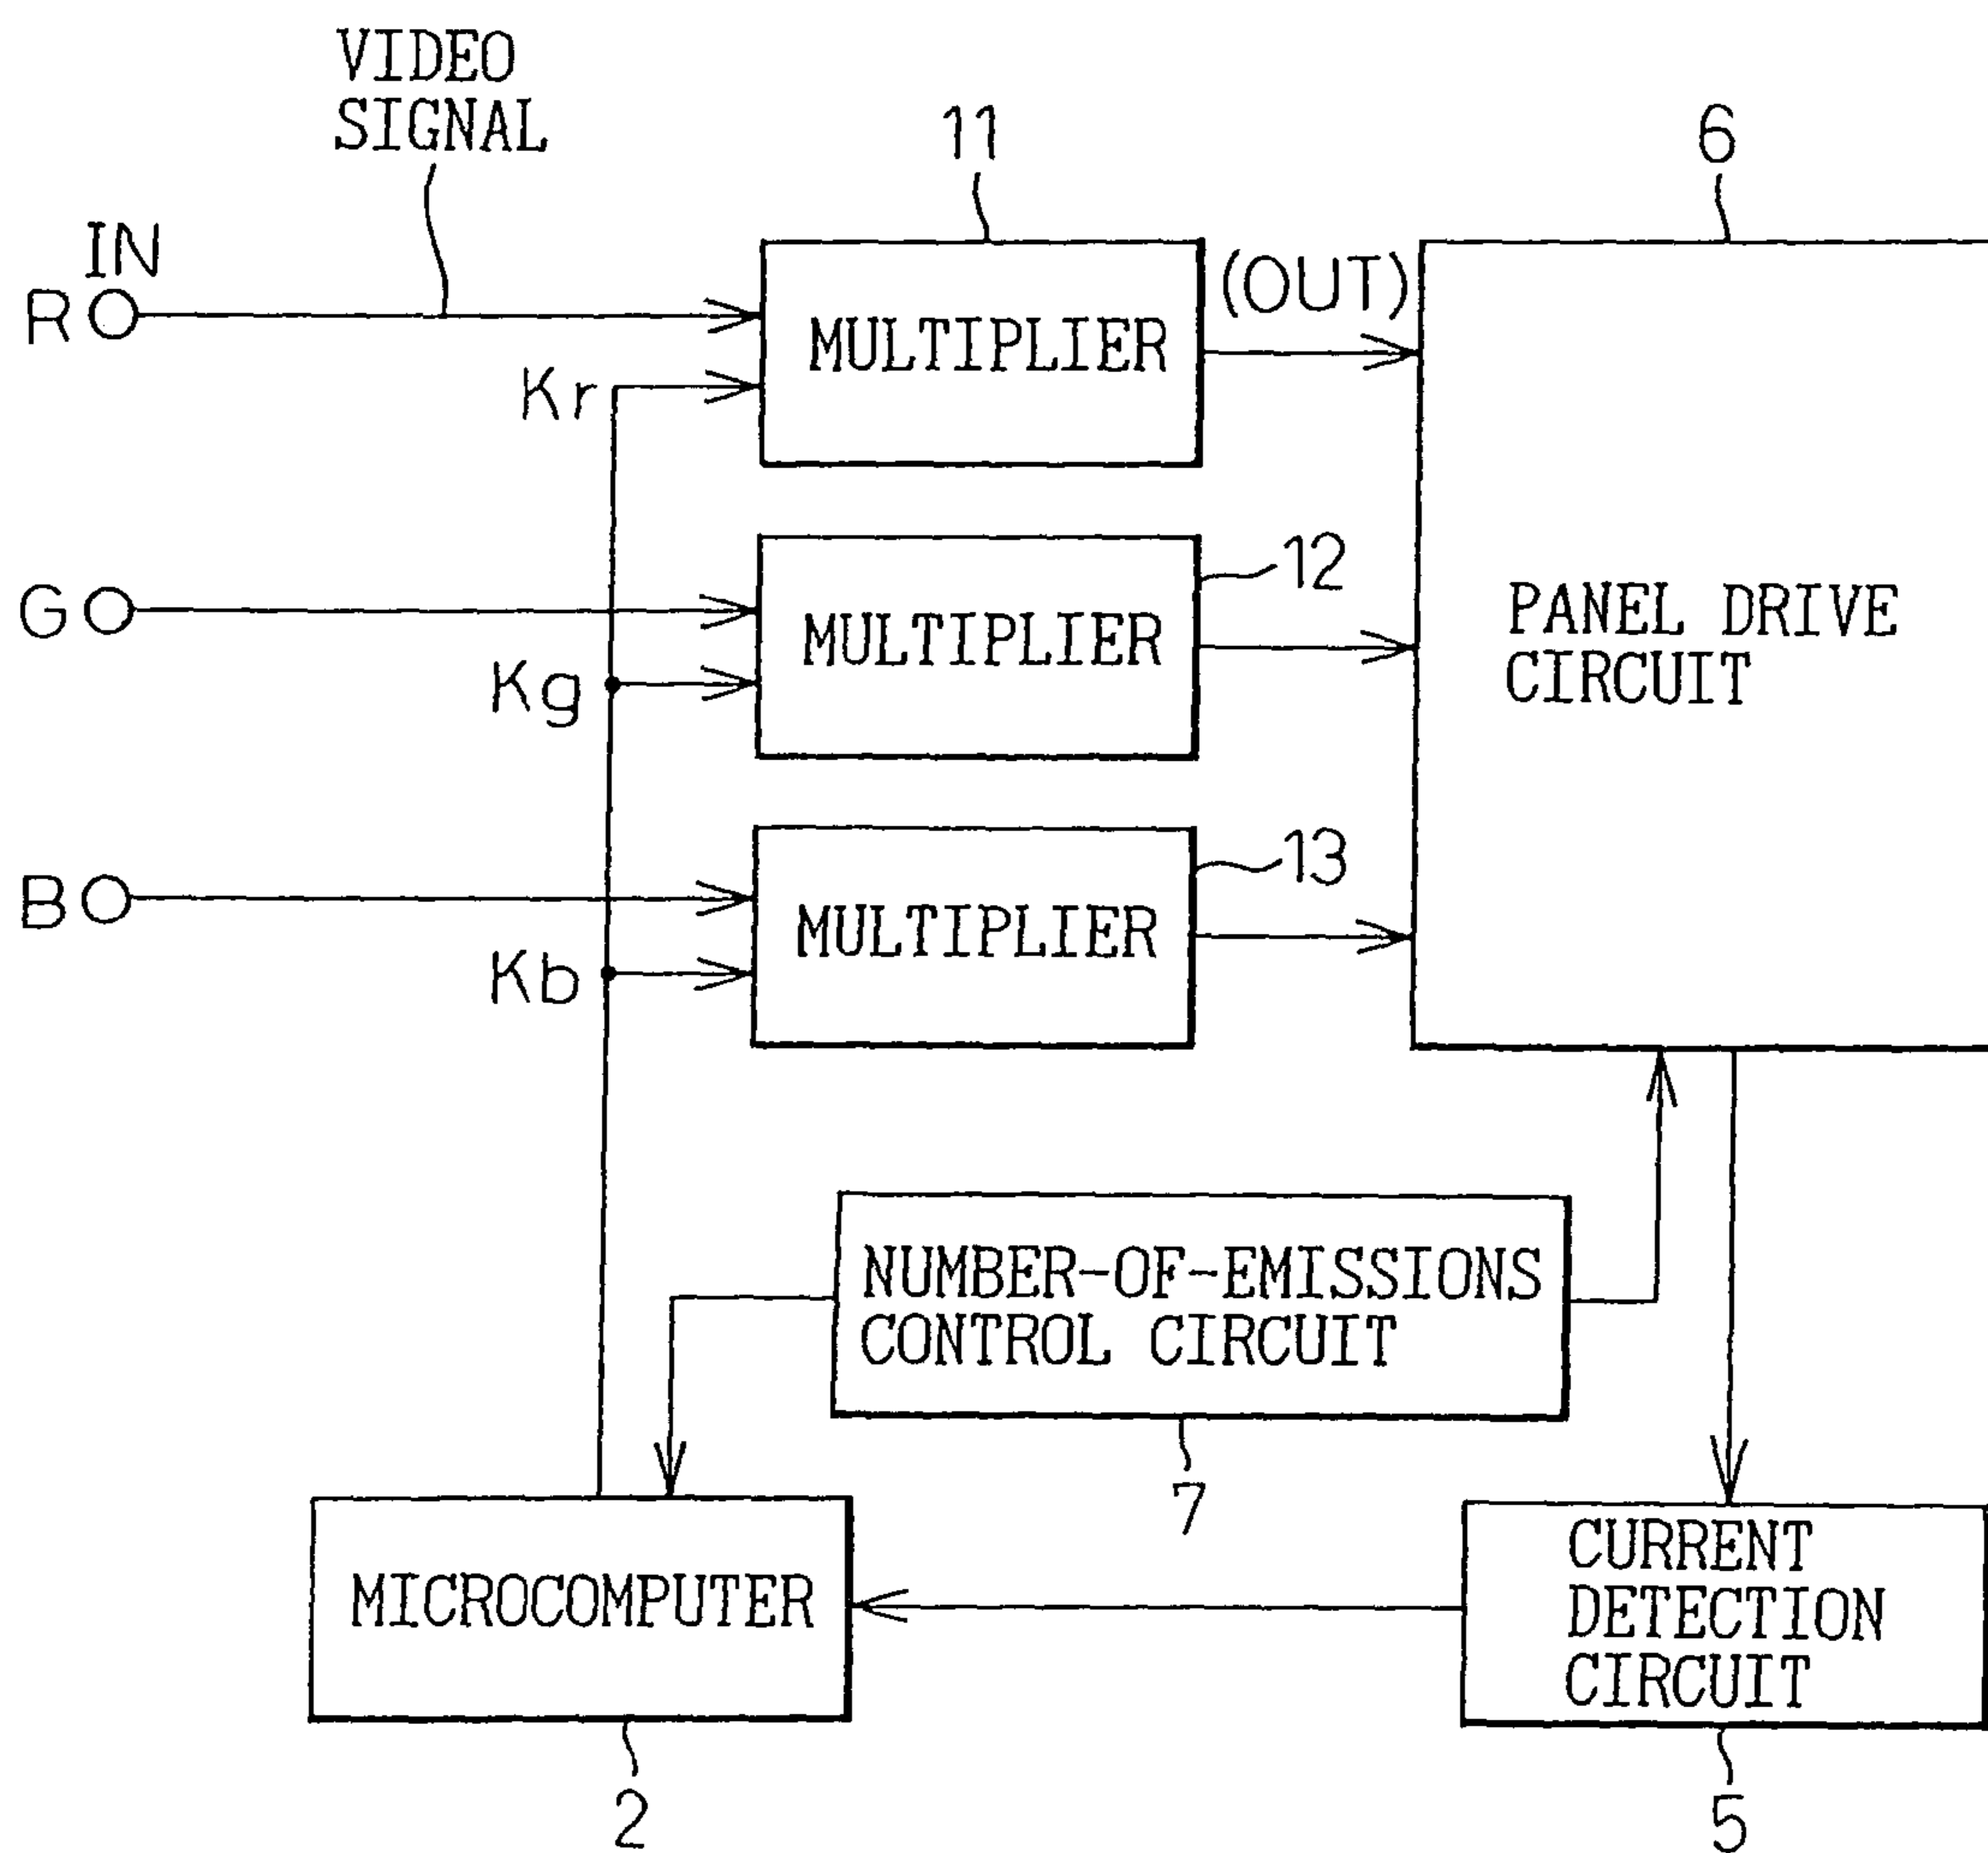 VIDEO
SIGNAL
11
6
IN
R
(OUT)
MULTIPLIER
Kr
12
G
MULTIPLIER
PANEL DRIVE
CIRCUIT
Kg
13
B
MULTIPLIER
Kb
NUMBER-OF-EMISSIONS
CONTROL CIRCUIT
7
MICROCOMPUTER
CURRENT
DETECTION
CIRCUIT
2
5